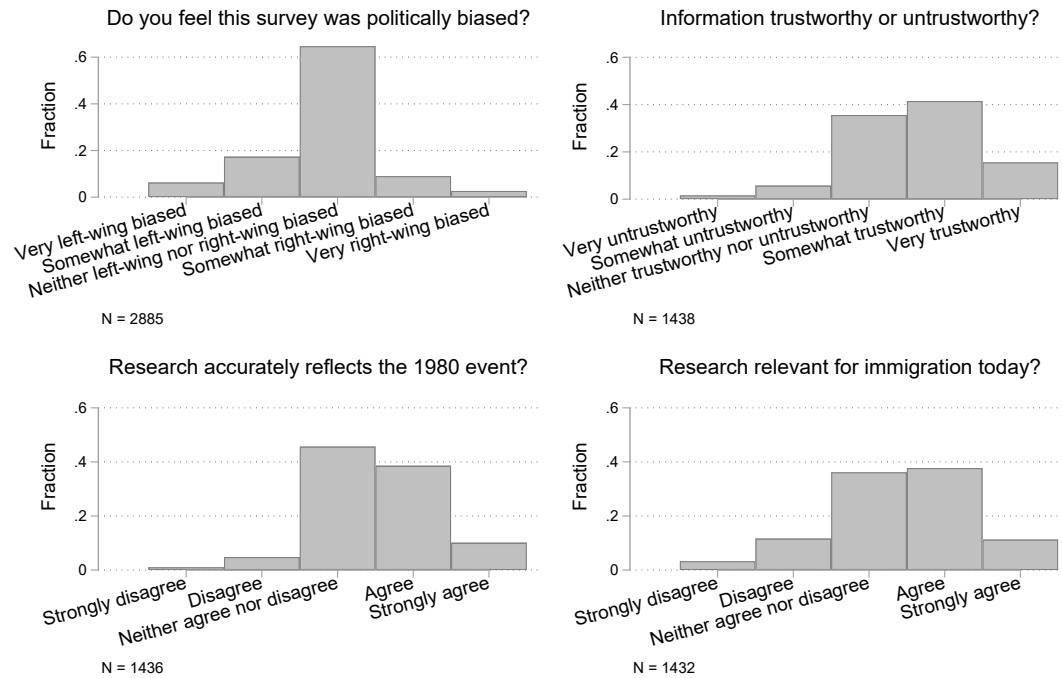 Do you feel this survey was politically biased?
Fraction
.6
.4
.2
0
Very left-wing biased
Somewhat left-wing biased
Neither left-wing nor right-wing biased
Somewhat right-wing biased
Very right-wing biased
N = 2885
Information trustworthy or untrustworthy?
Fraction
.6
.4
.2
0
Very untrustworthy
Somewhat untrustworthy
Neither trustworthy nor untrustworthy
Somewhat trustworthy
Very trustworthy
N = 1438
Research accurately reflects the 1980 event?
Fraction
.6
.4
.2
0
Strongly disagree
Disagree
Neither agree nor disagree
Agree
Strongly agree
N = 1436
Research relevant for immigration today?
Fraction
.6
.4
.2
0
Strongly disagree
Disagree
Neither agree nor disagree
Agree
Strongly agree
N = 1432